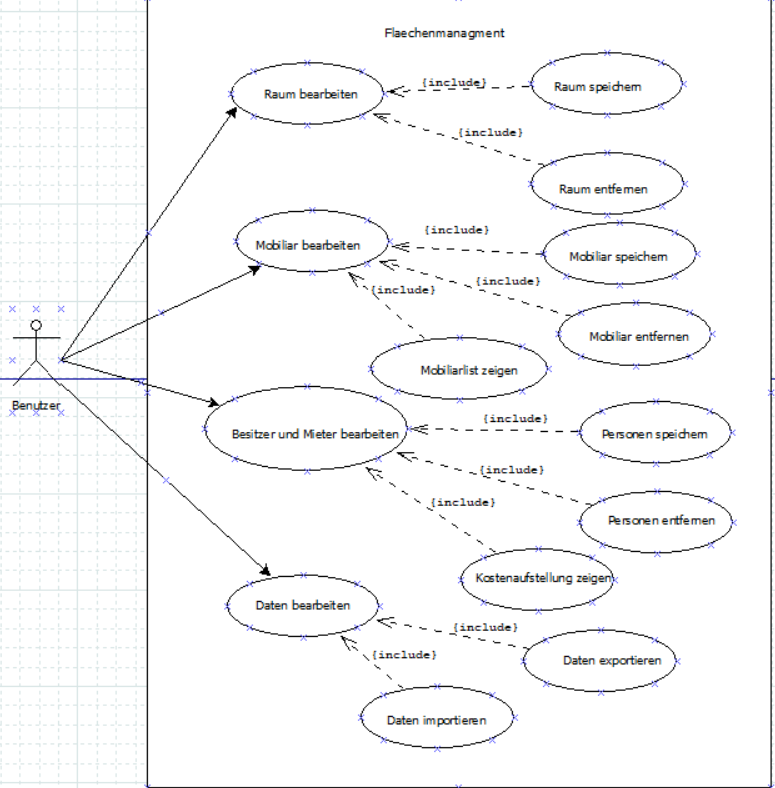 Flaechenmanagment
Raum bearbeiten
{include}
Raum speichern
{include}
Raum entfernen
Mobiliar bearbeiten
{include}
Mobiliar speichern
{include}
{include}
Mobiliar entfernen
Mobiliarlist zeigen
Benutzer
Besitzer und Mieter bearbeiten
{include}
Personen speichern
{include}
{include}
Personen entfernen
Kostenaufstellung zeigen
Daten bearbeiten
{include}
{include}
Daten exportieren
Daten importieren